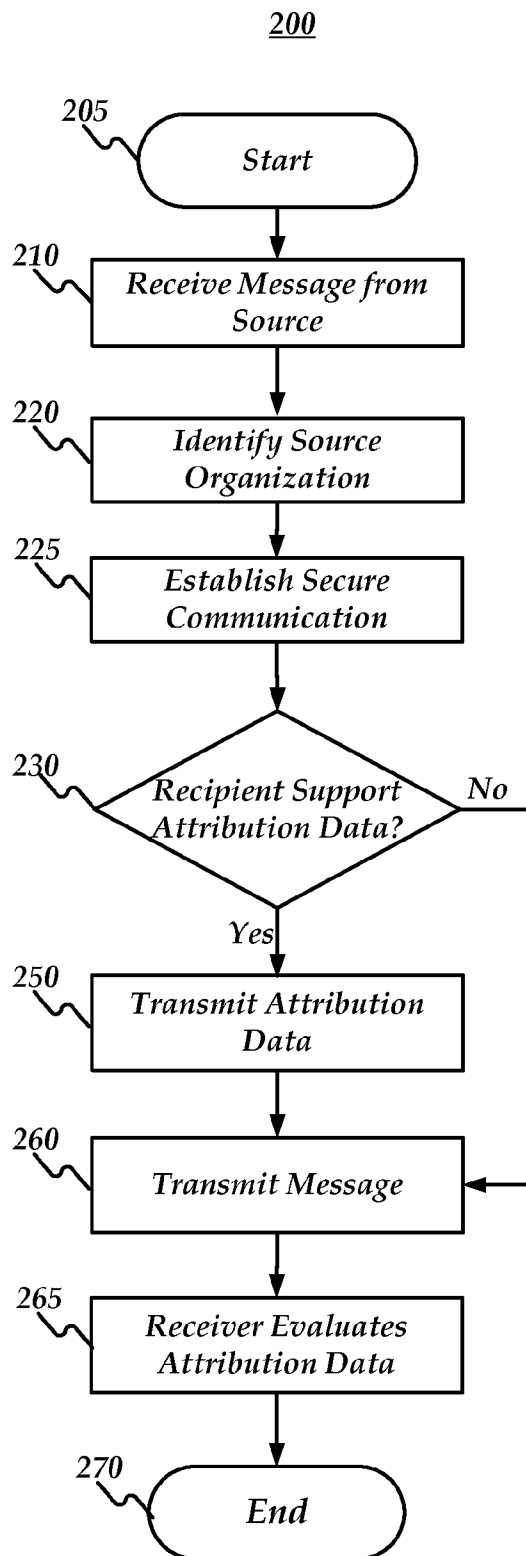 200
205
Start
210
Receive Message from
Source
220
Identify Source
Organization
225
Establish Secure
Communication
230
Recipient Support
Attribution Data?
No
Yes
250
Transmit Attribution
Data
260
Transmit Message
265
Receiver Evaluates
Attribution Data
270
End